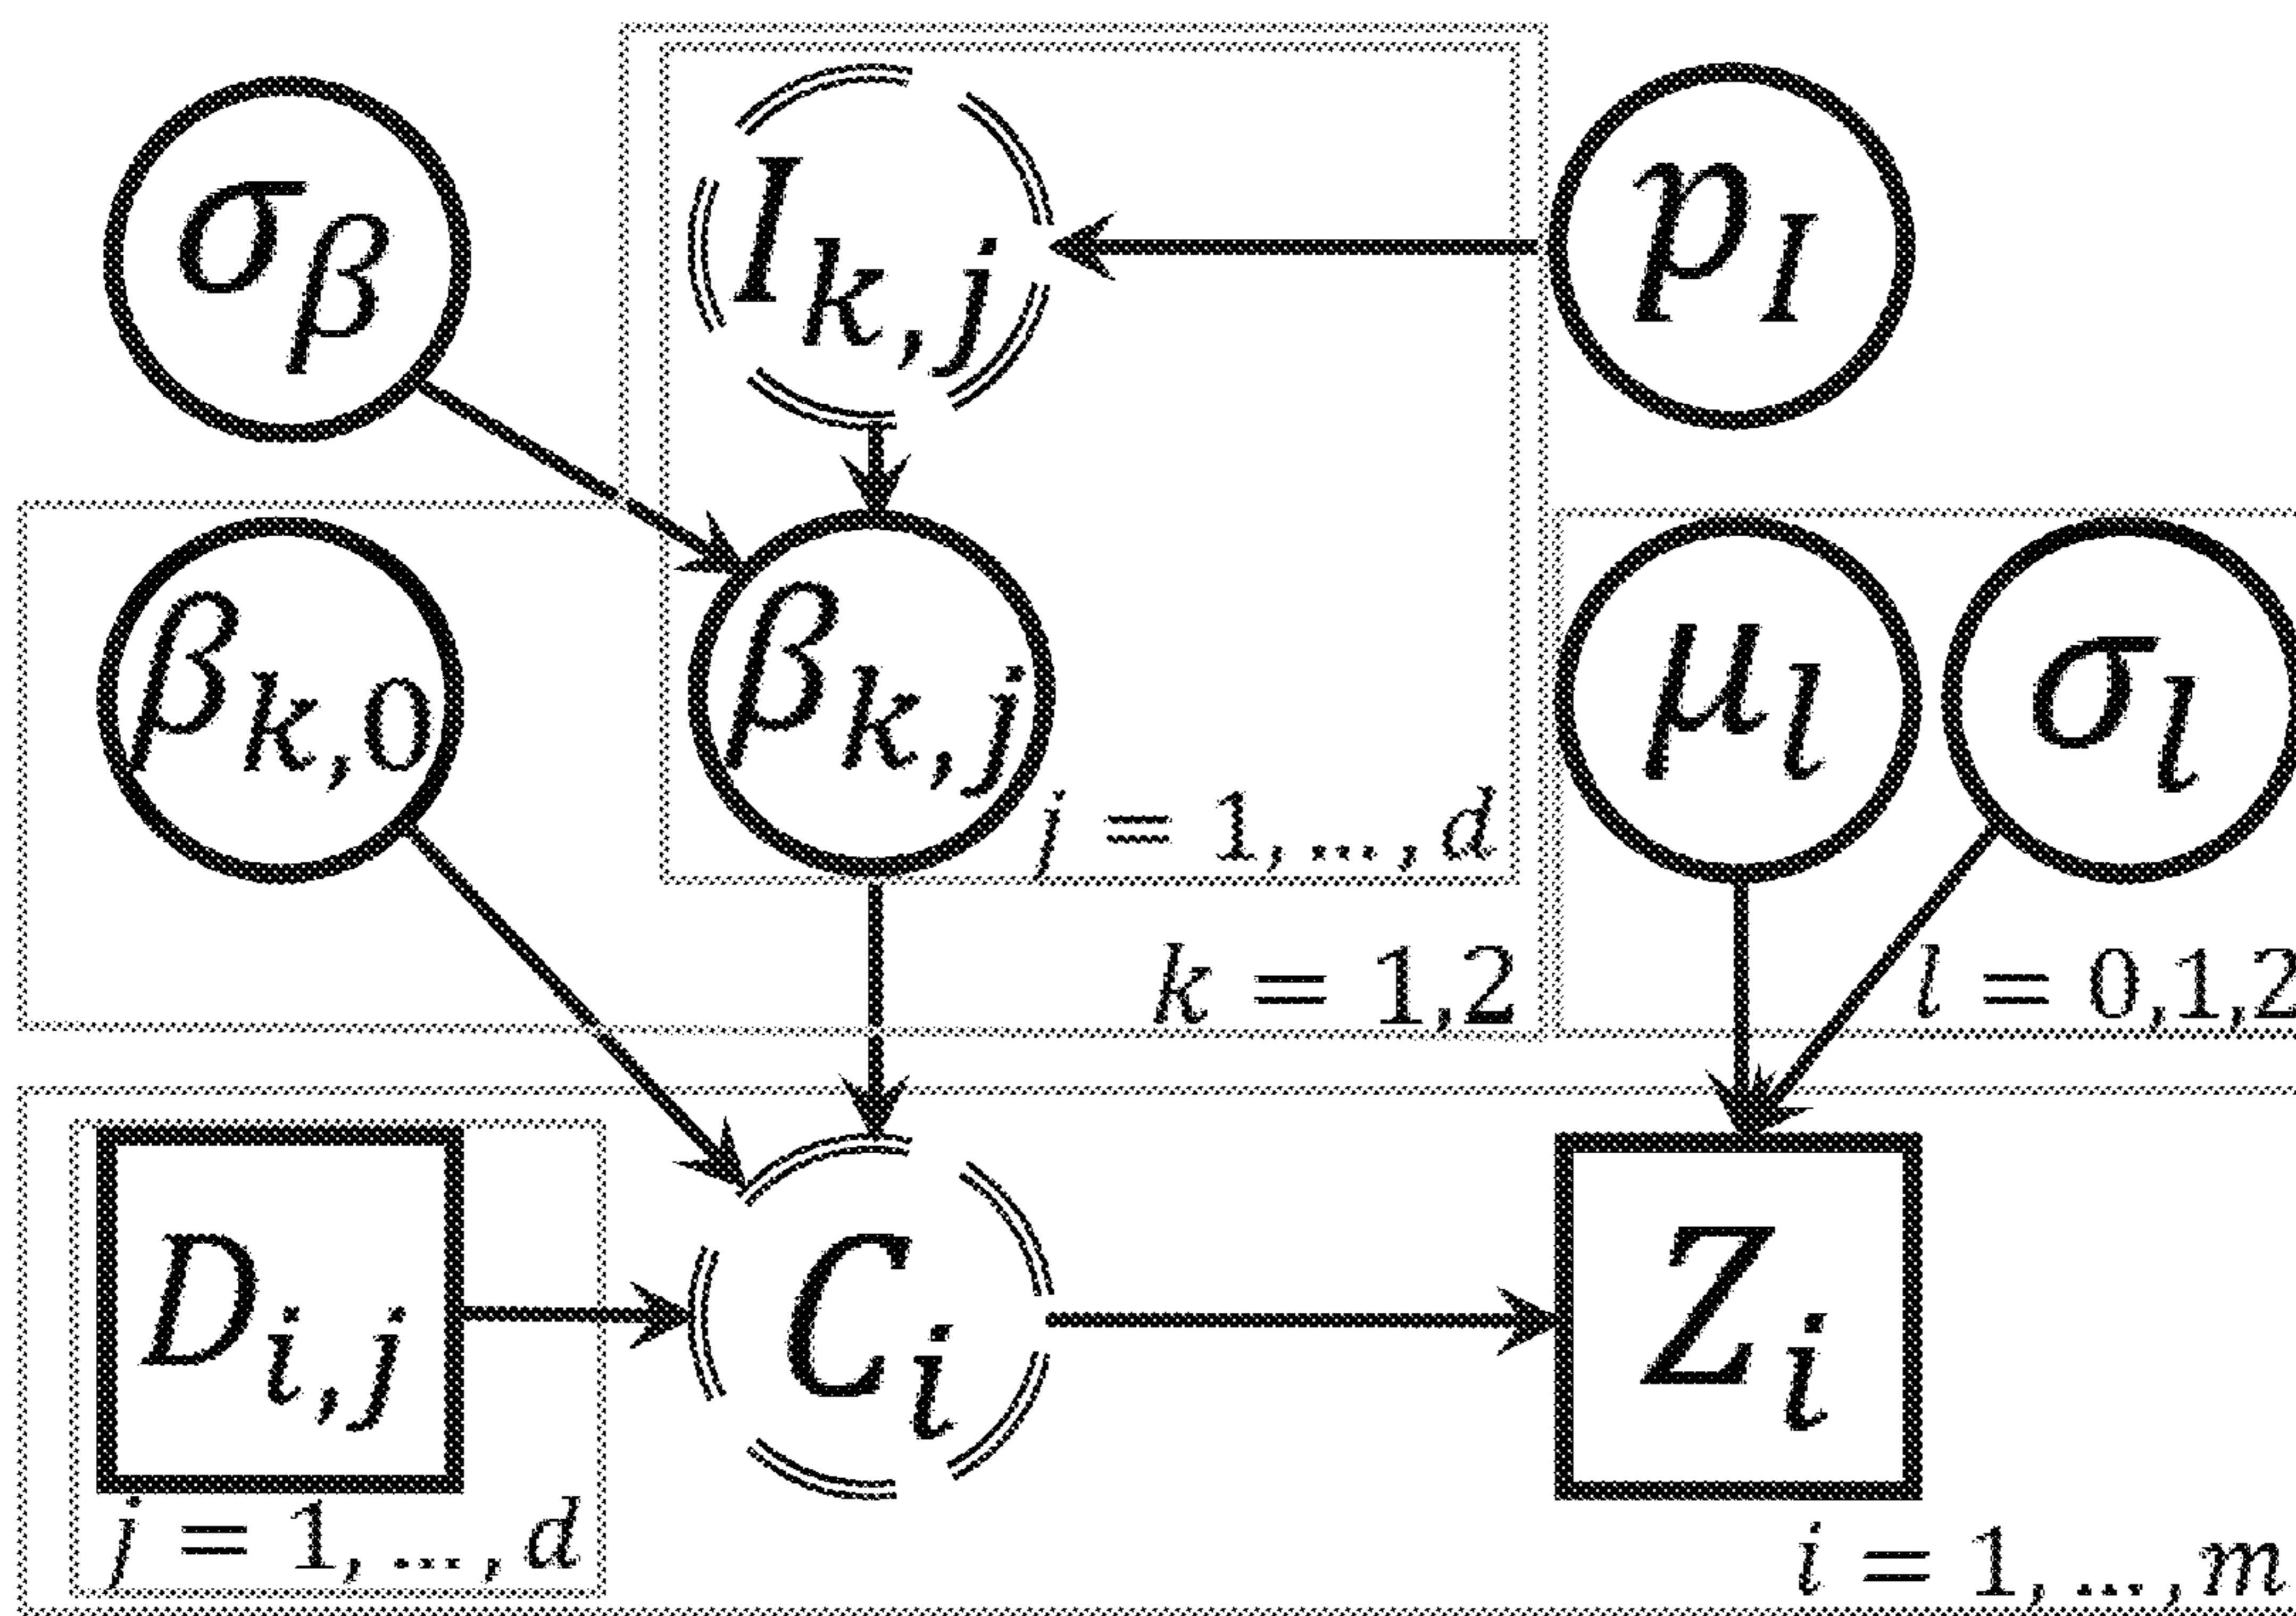 σ_β
I_{k,j}
p_I
β_{k,0}
β_{k,j}
μ_l
σ_l
j = 1, ... , d
k = 1,2
l = 0,1,2
D_{i,j}
C_i
Z_i
j = 1, ... , d
i = 1, ... , m